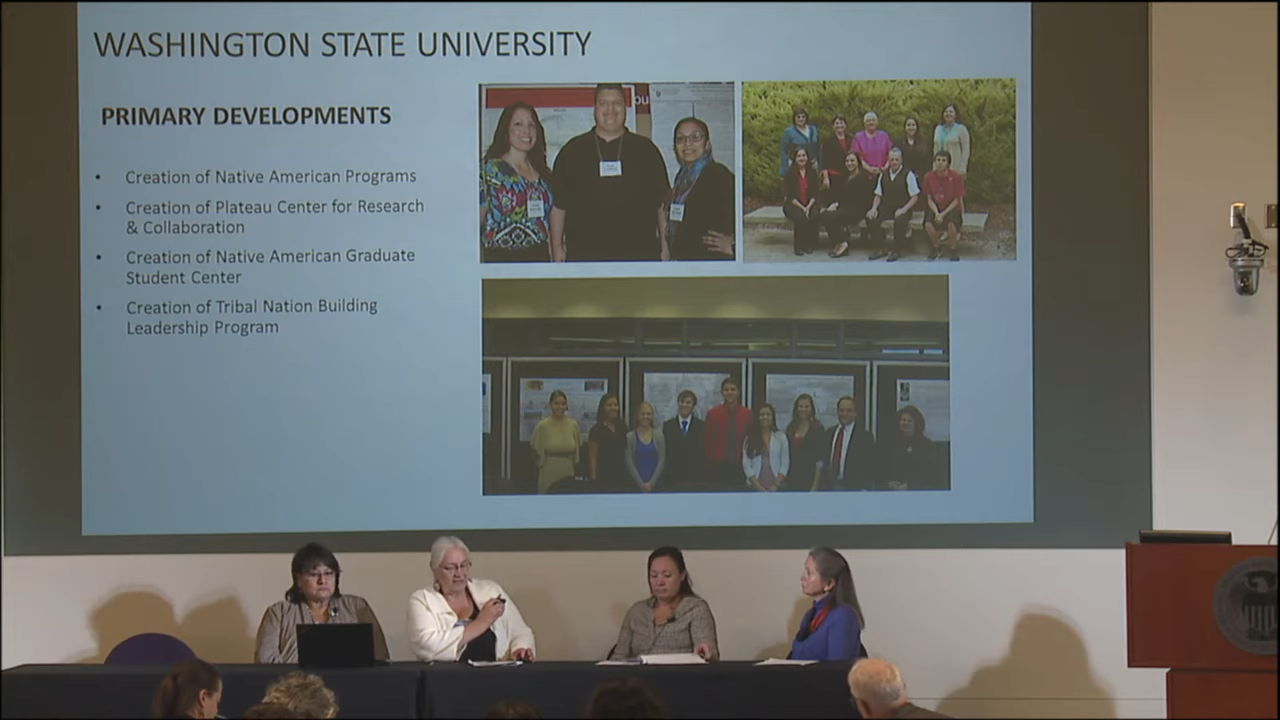 WASHINGTON STATE UNIVERSITY
PRIMARY DEVELOPMENTS
• Creation of Native American Programs
• Creation of Plateau Center for Research
& Collaboration
• Creation of Native American Graduate
Student Center
• Creation of Tribal Nation Building
Leadership Program